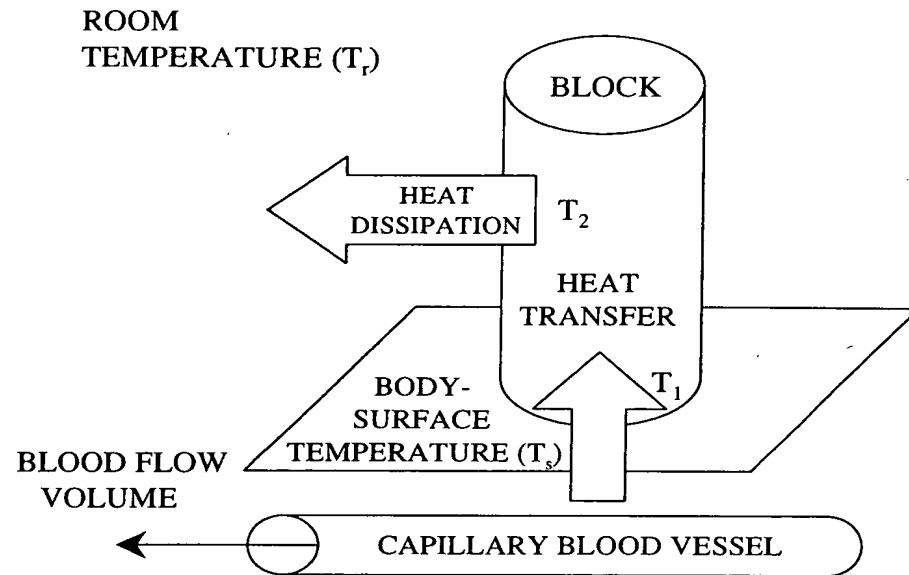 ROOM
TEMPERATURE (Tr)
BLOCK
HEAT
DISSIPATION
T2
HEAT
TRANSFER
T1
BODY-
SURFACE
TEMPERATURE (Ts)
BLOOD FLOW
VOLUME
CAPILLARY BLOOD VESSEL